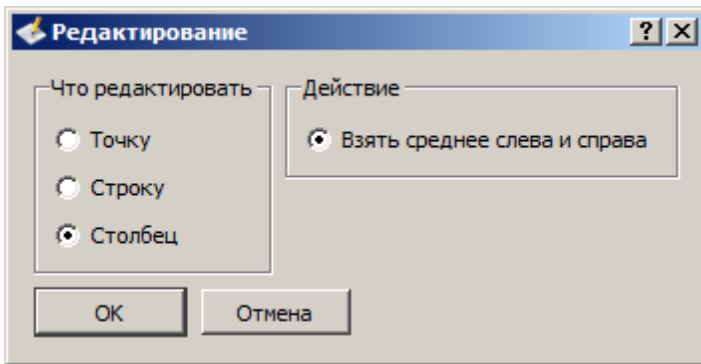 Редактирование
Что редактировать
Точку
Строку
Столбец
Действие
Взять среднее слева и справа
OK
Отмена